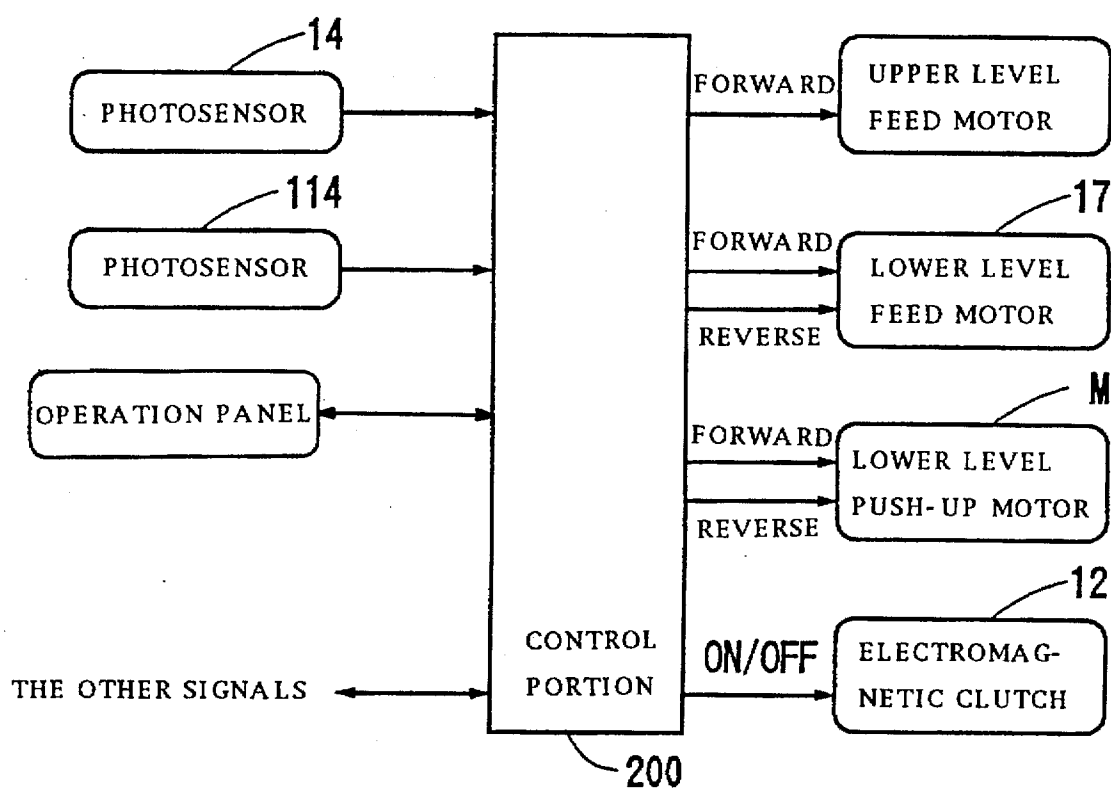 14
PHOTOSENSOR
114
PHOTOSENSOR
OPERATION PANEL
THE OTHER SIGNALS
CONTROL
PORTION
200
FORWARD
UPPER LEVEL
FEED MOTOR
17
FORWARD
REVERSE
LOWER LEVEL
FEED MOTOR
M
FORWARD
REVERSE
LOWER LEVEL
PUSH-UP MOTOR
12
ON/OFF
ELECTROMAG-
NETIC CLUTCH